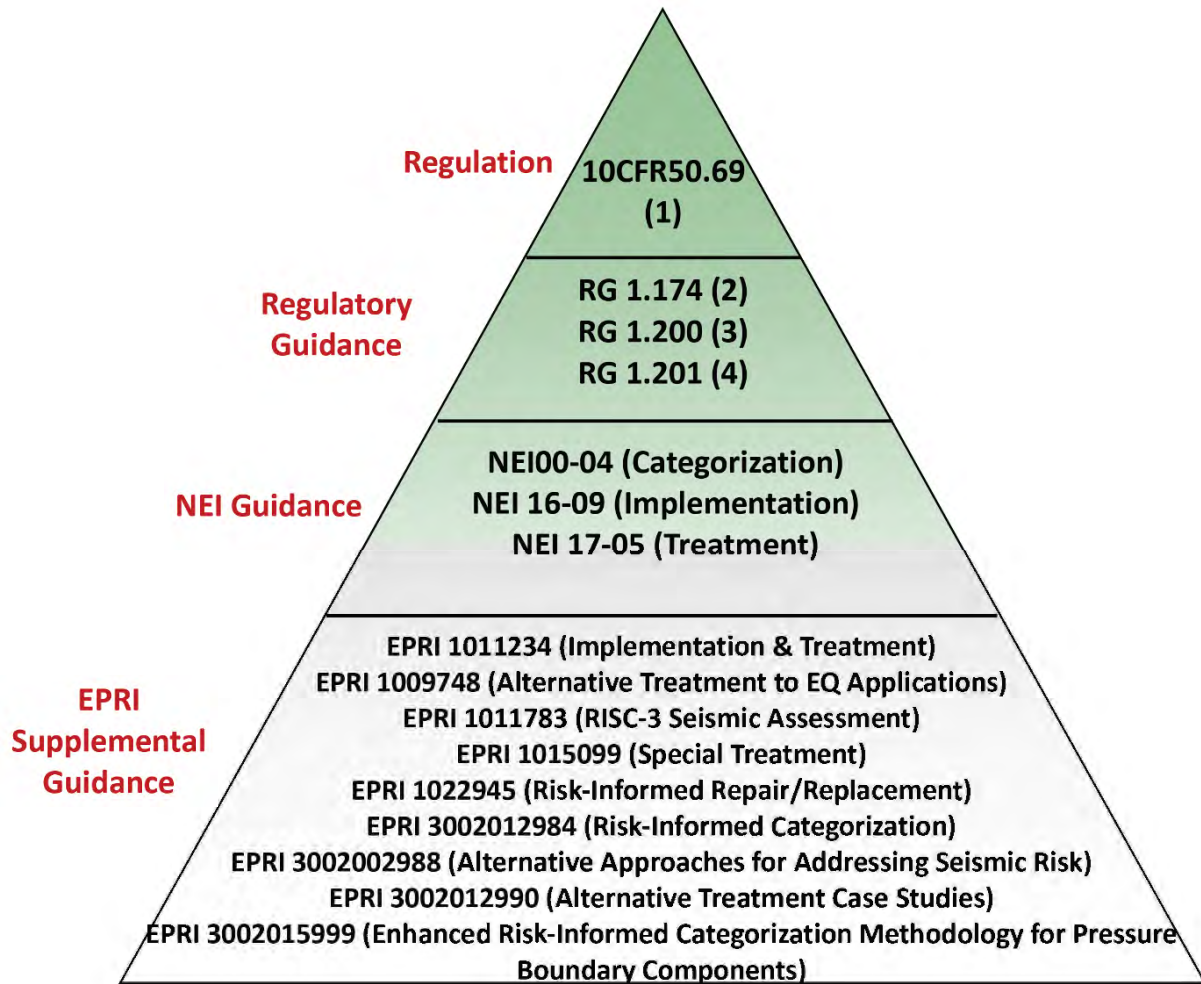 Regulation
10CFR50.69
(1)
Regulatory
Guidance
RG 1.174 (2)
RG 1.200 (3)
RG 1.201 (4)
NEI Guidance
NEI00-04 (Categorization)
NEI 16-09 (Implementation)
NEI 17-05 (Treatment)
EPRI
Supplemental
Guidance
EPRI 1011234 (Implementation & Treatment)
EPRI 1009748 (Alternative Treatment to EQ Applications)
EPRI 1011783 (RISC-3 Seismic Assessment)
EPRI 1015099 (Special Treatment)
EPRI 1022945 (Risk-Informed Repair/Replacement)
EPRI 3002012984 (Risk-Informed Categorization)
EPRI 3002002988 (Alternative Approaches for Addressing Seismic Risk)
EPRI 3002012990 (Alternative Treatment Case Studies)
EPRI 3002015999 (Enhanced Risk-Informed Categorization Methodology for Pressure
Boundary Components)